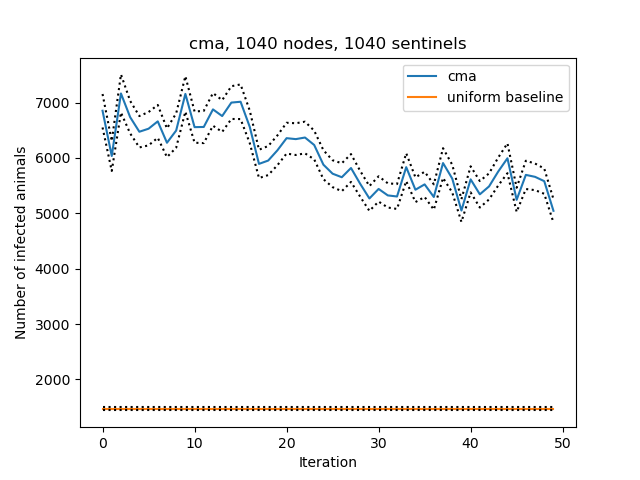 cma, 1040 nodes, 1040 sentinels
cma
uniform baseline
Number of infected animals
7000
6000
5000
4000
3000
2000
0 10 20 30 40 50
Iteration